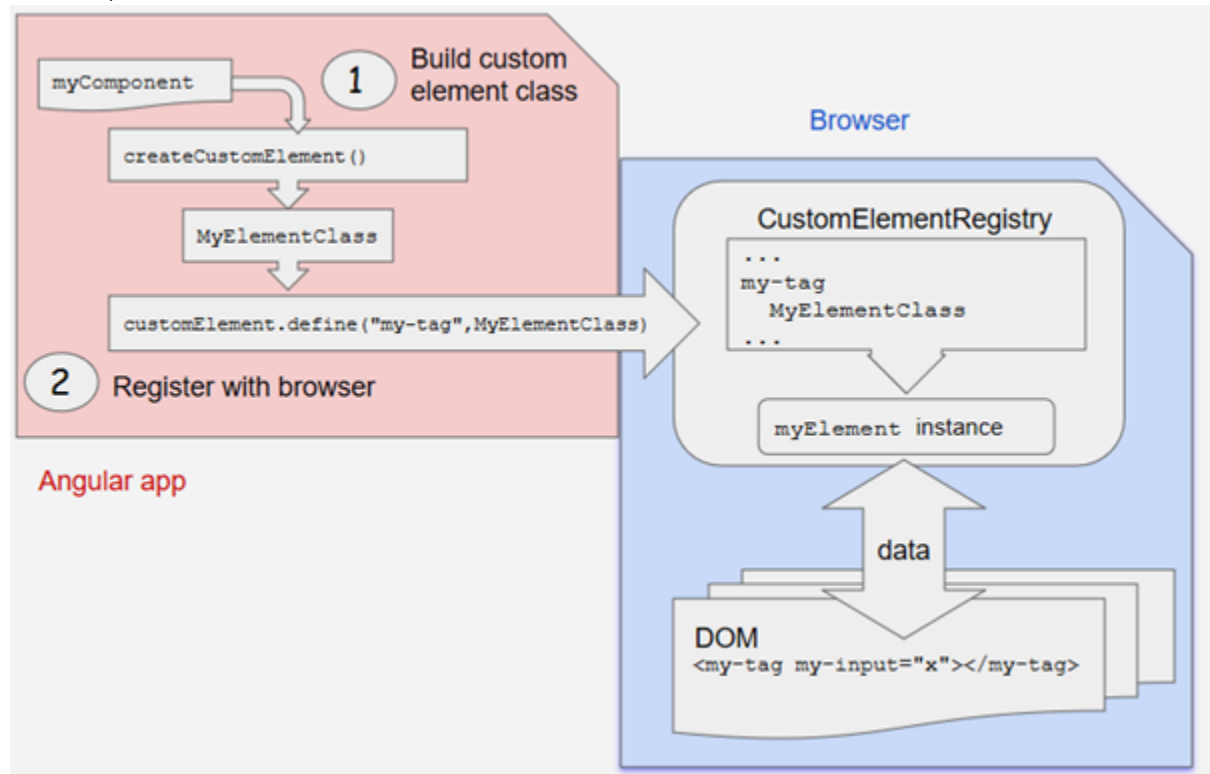 myComponent
1
Build custom
element class
createCustomElement()
MyElementClass
customElement.define("my-tag",MyElementClass)
2
Register with browser
Angular app
Browser
CustomElementRegistry
...
my-tag
MyElementClass
...
myElement instance
data
DOM
<my-tag my-input="x"></my-tag>